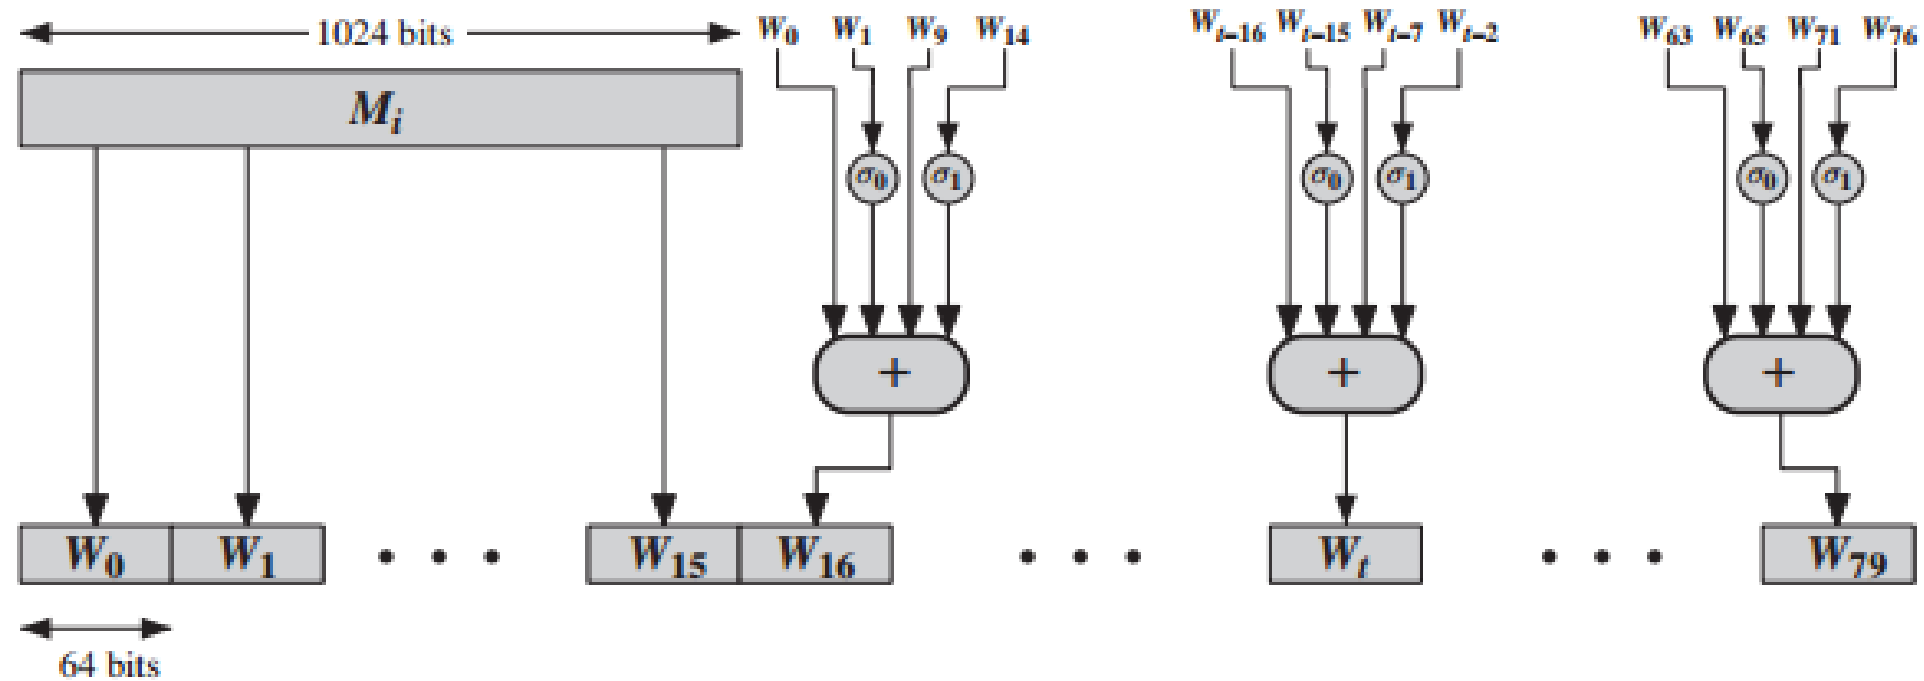 1024 bits
W0 W1 W9 W14
Wt–16 Wt–15 Wt–7 Wt–2
W63 W65 W71 W76
Mi
σ0 σ1
σ0 σ1
σ0 σ1
+
+
+
W0 W1 • • • W15 W16 • • • Wt • • • W79
64 bits